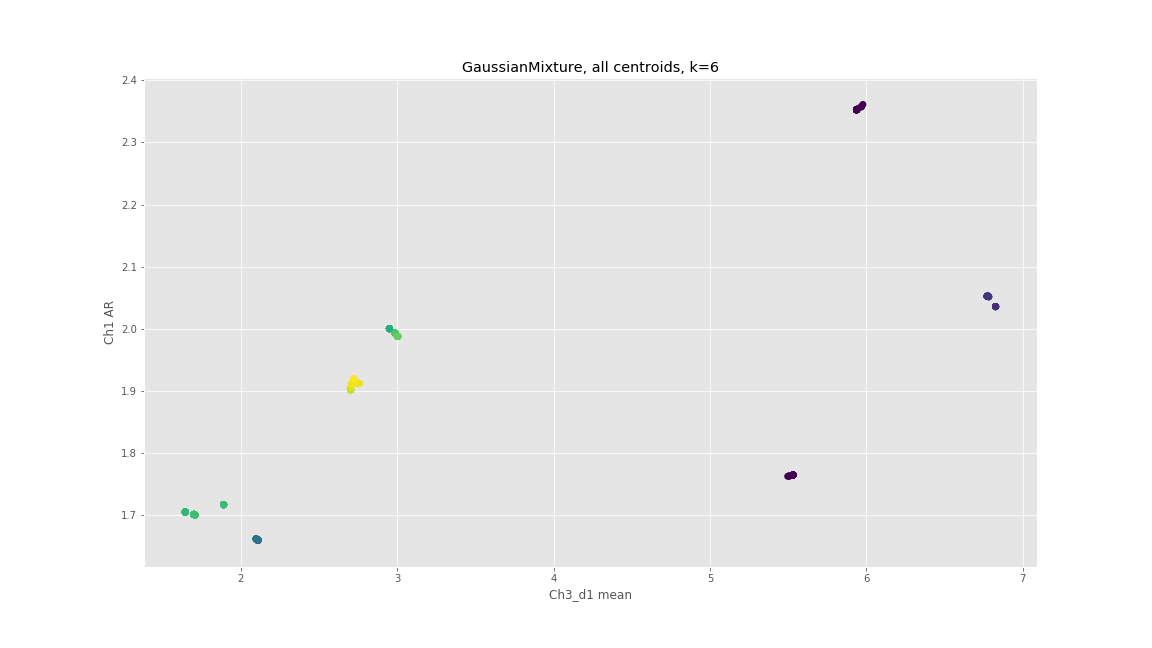 GaussianMixture, all centroids, k=6
2.4
2.3
2.2
2.1
2.0
1.9
1.8
1.7
Ch1 AR
2 3 4 5 6 7
Ch3_d1 mean